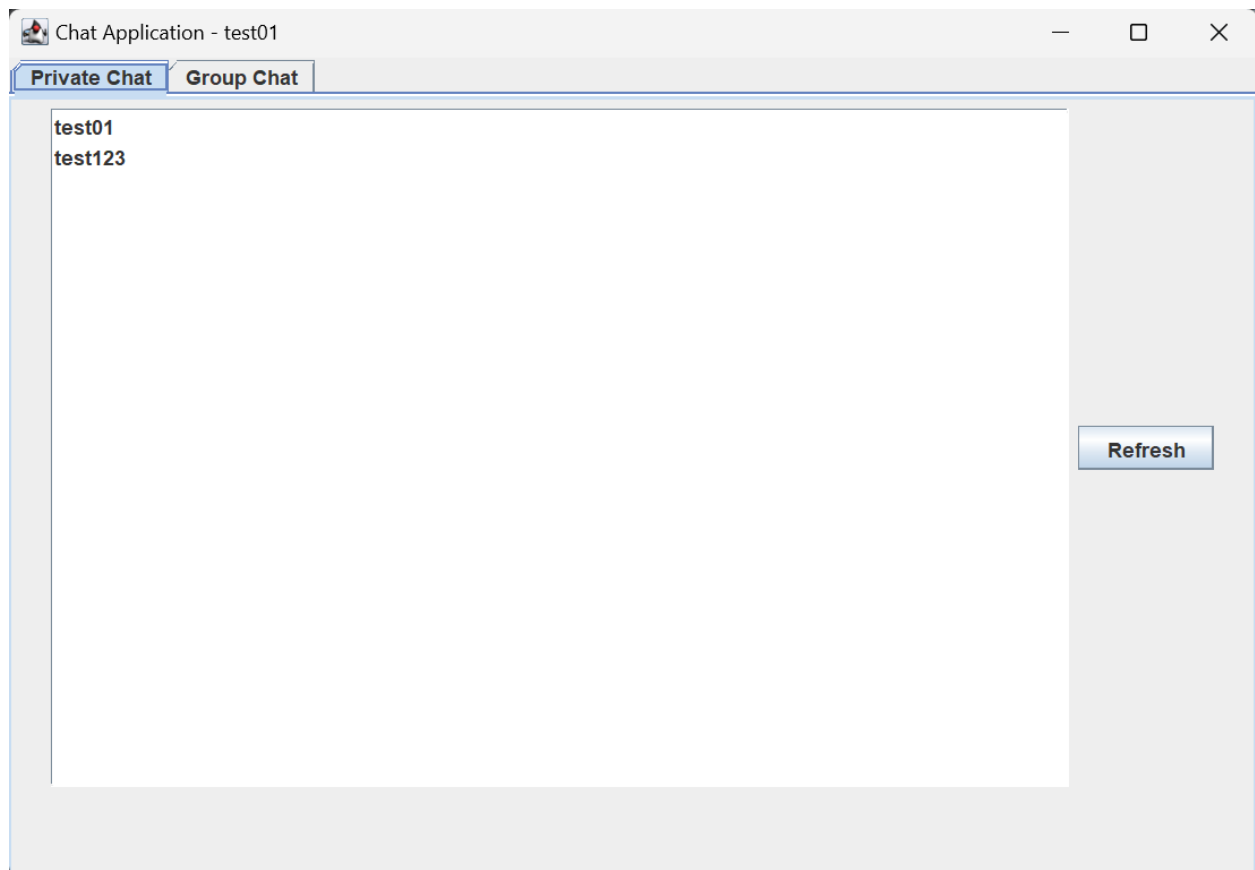 Chat Application - test01
Private Chat Group Chat
test01
test123
Refresh